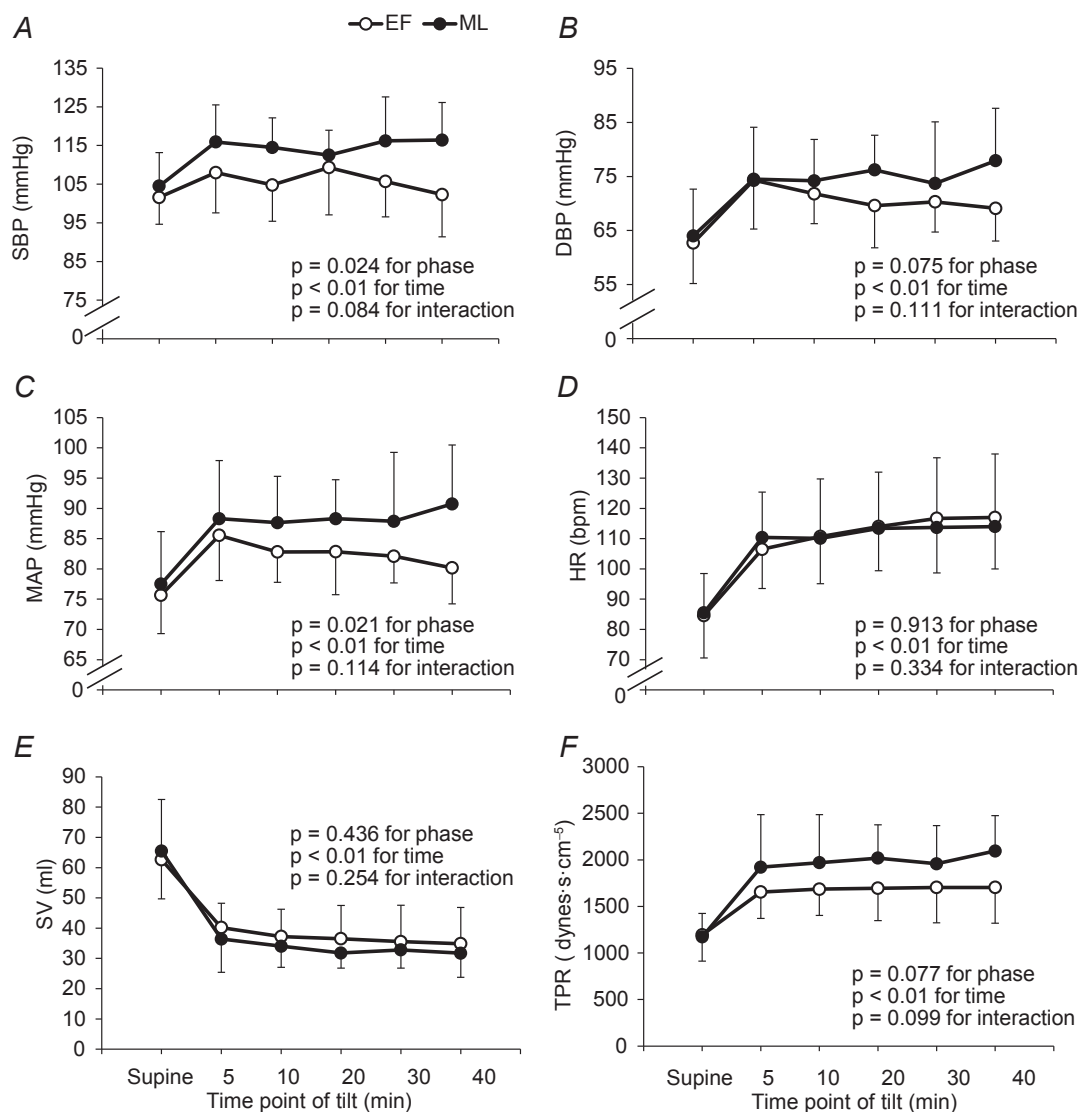 EF ML
A
135
125
115
105
95
85
75
0
SBP (mmHg)
p = 0.024 for phase
p < 0.01 for time
p = 0.084 for interaction
B
95
85
75
65
55
0
DBP (mmHg)
p = 0.075 for phase
p < 0.01 for time
p = 0.111 for interaction
C
105
100
95
90
85
80
75
70
65
0
MAP (mmHg)
p = 0.021 for phase
p < 0.01 for time
p = 0.114 for interaction
D
150
140
130
120
110
100
90
80
70
0
HR (bpm)
p = 0.913 for phase
p < 0.01 for time
p = 0.334 for interaction
E
90
80
70
60
50
40
30
20
10
0
SV (ml)
p = 0.436 for phase
p < 0.01 for time
p = 0.254 for interaction
Supine 5 10 20 30 40
Time point of tilt (min)
F
3000
2500
2000
1500
1000
500
0
TPR ( dynes·s·cm⁻⁵)
p = 0.077 for phase
p < 0.01 for time
p = 0.099 for interaction
Supine 5 10 20 30 40
Time point of tilt (min)